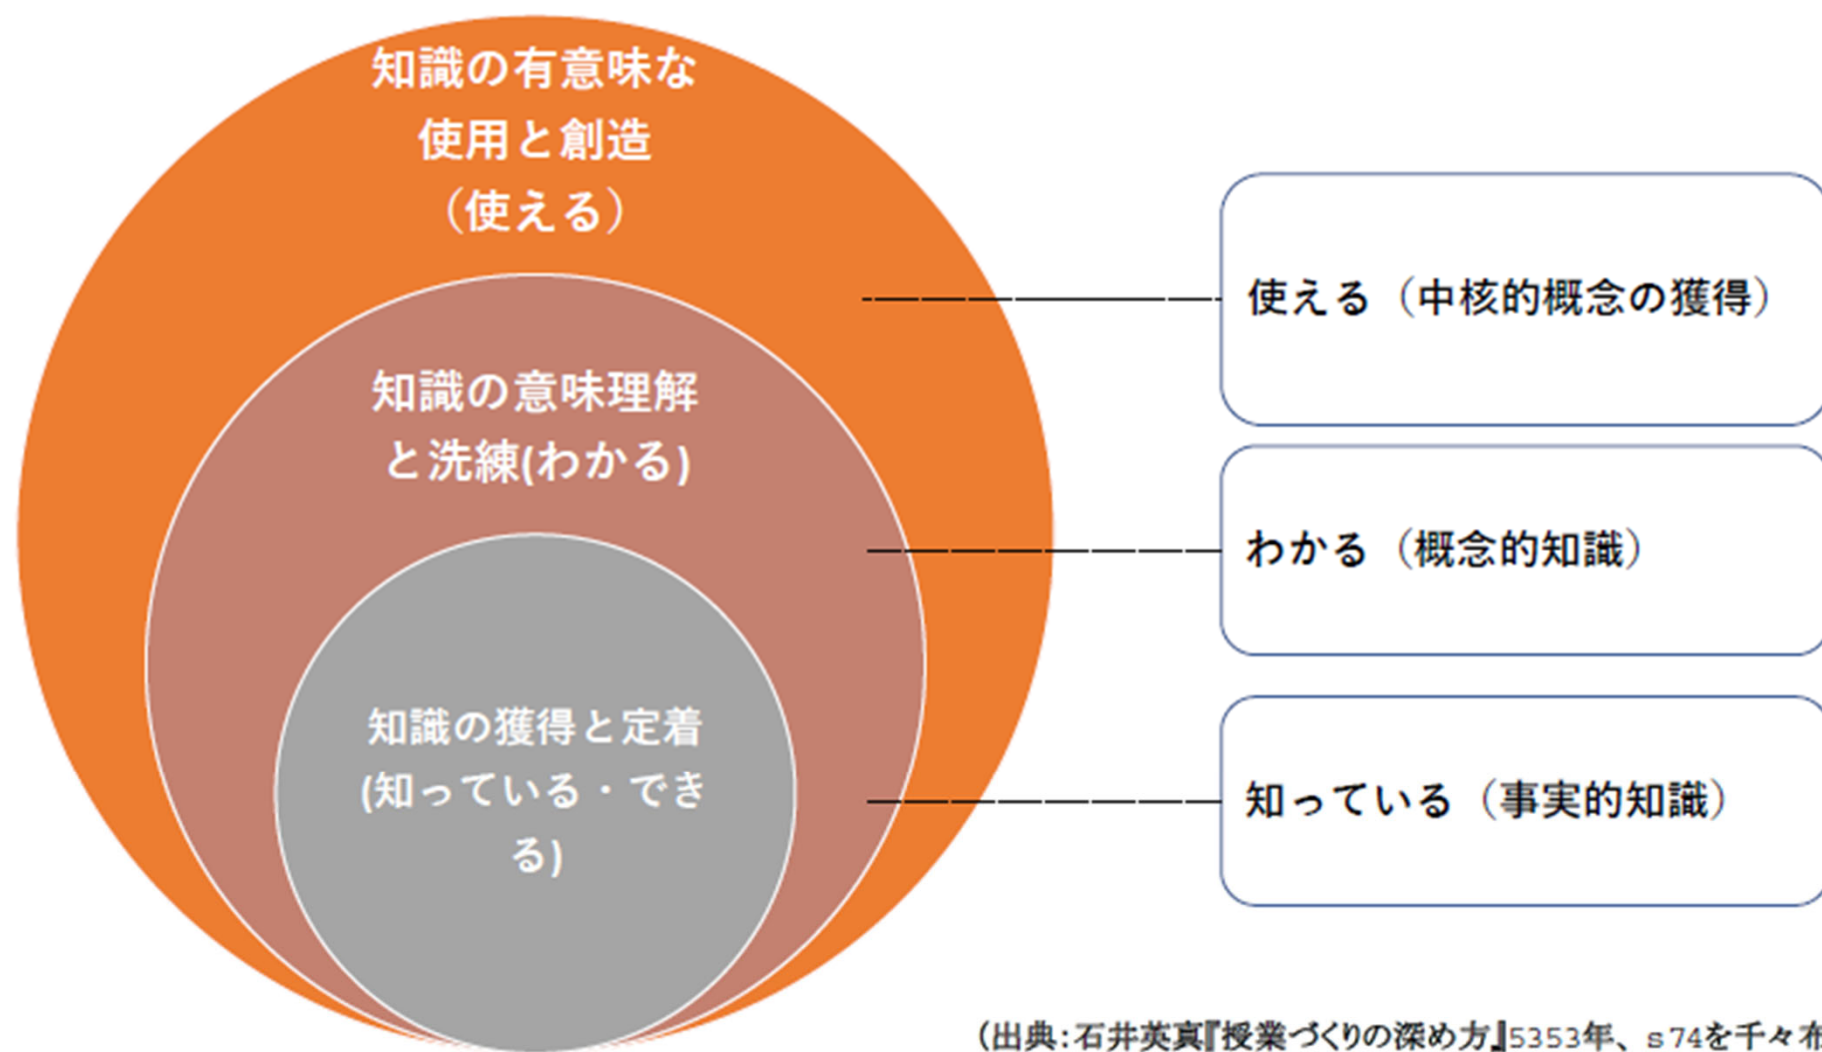 知識の有意味な
使用と創造
（使える）
知識の意味理解
と洗練(わかる)
知識の獲得と定着
(知っている・でき
る)
使える（中核的概念の獲得）
わかる（概念的知識）
知っている（事実的知識）
(出典:石井英真『授業づくりの深め方』5353年、s74を千々布